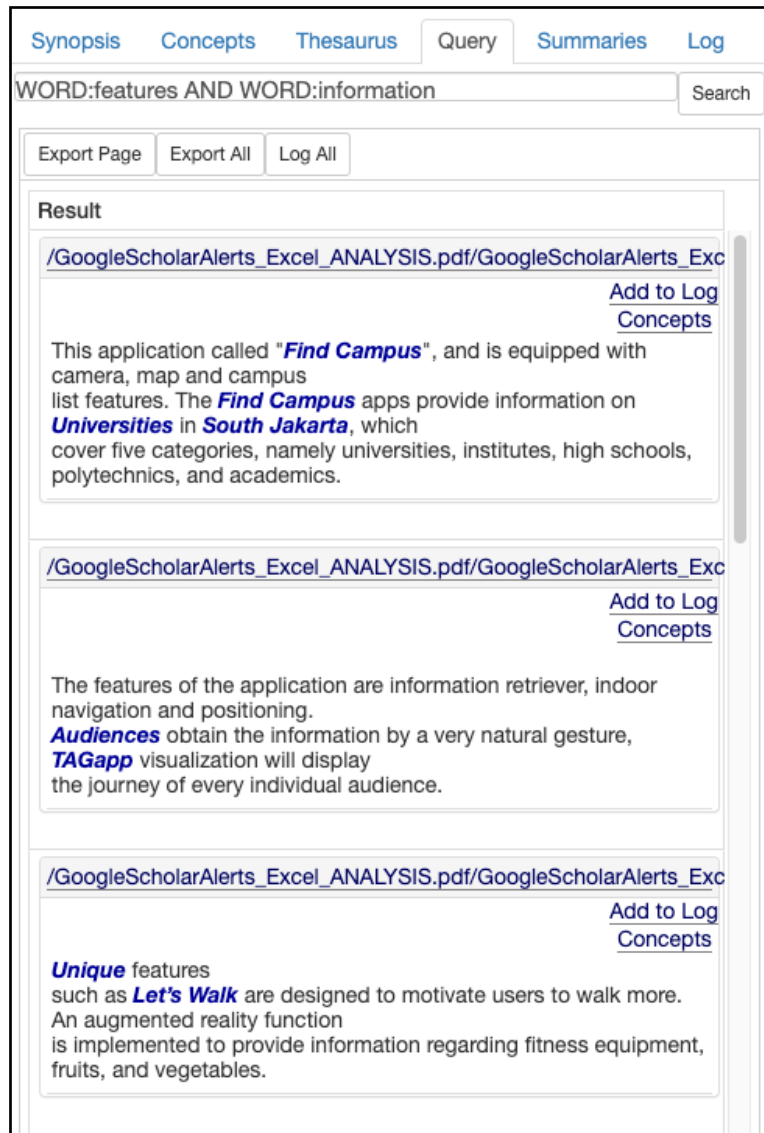 Synopsis Concepts Thesaurus Query Summaries Log
WORD:features AND WORD:information Search
Export Page Export All Log All
Result
/GoogleScholarAlerts_Excel_ANALYSIS.pdf/GoogleScholarAlerts_Exc
Add to Log
Concepts
This application called "Find Campus", and is equipped with
camera, map and campus
list features. The Find Campus apps provide information on
Universities in South Jakarta, which
cover five categories, namely universities, institutes, high schools,
polytechnics, and academics.
/GoogleScholarAlerts_Excel_ANALYSIS.pdf/GoogleScholarAlerts_Exc
Add to Log
Concepts
The features of the application are information retriever, indoor
navigation and positioning.
Audiences obtain the information by a very natural gesture,
TAGapp visualization will display
the journey of every individual audience.
/GoogleScholarAlerts_Excel_ANALYSIS.pdf/GoogleScholarAlerts_Exc
Add to Log
Concepts
Unique features
such as Let's Walk are designed to motivate users to walk more.
An augmented reality function
is implemented to provide information regarding fitness equipment,
fruits, and vegetables.